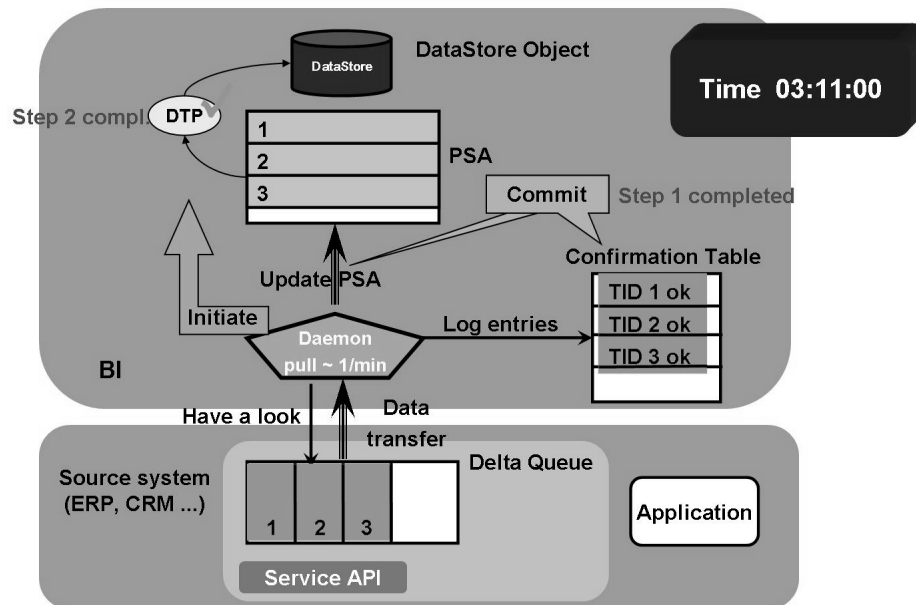 DataStore Object
DataStore
Time 03:11:00
Step 2 compl.
DTP
1
2
3
PSA
Commit
Step 1 completed
Update PSA
Confirmation Table
TID 1 ok
TID 2 ok
TID 3 ok
Initiate
Log entries
Daemon
pull ~ 1/min
BI
Have a look
Data
transfer
Source system
(ERP, CRM ...)
Delta Queue
1 2 3
Application
Service API